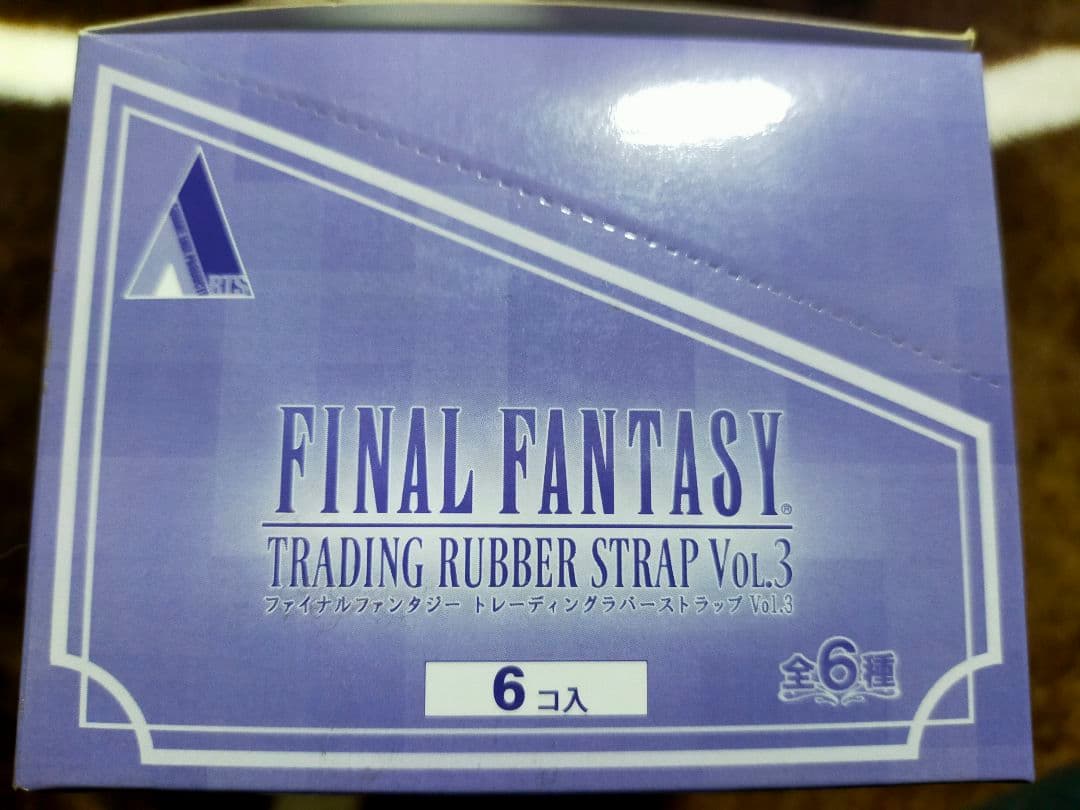 RTS
FINAL FANTASY®
TRADING RUBBER STRAP VOL.3
ファイナルファンタジー トレーディングラバーストラップ Vol.3
6コ入
全6種